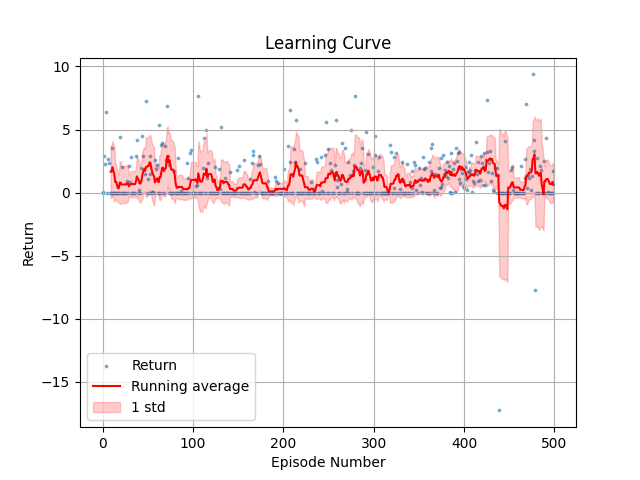 Learning Curve
10
5
0
−5
−10
−15
Return
Return
Running average
1 std
0
100
200
300
400
500
Episode Number